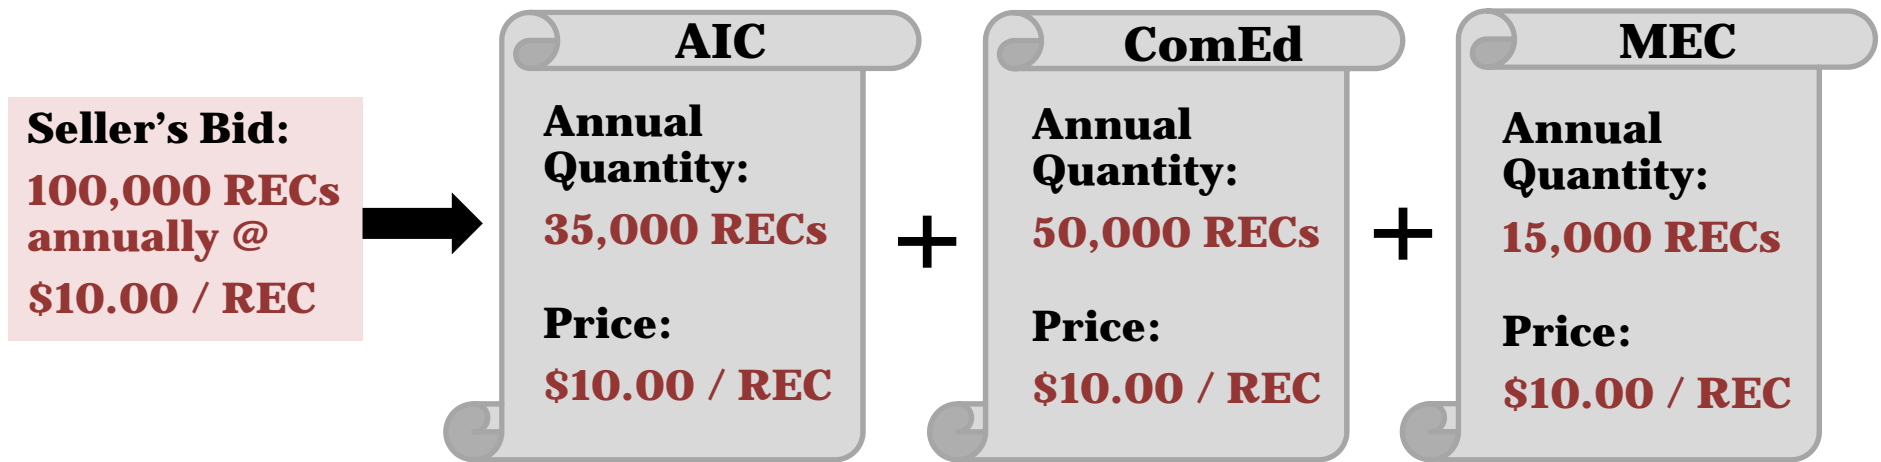 Seller’s Bid:
100,000 RECs
annually @
$10.00 / REC
AIC
Annual
Quantity:
35,000 RECs
Price:
$10.00 / REC
+
ComEd
Annual
Quantity:
50,000 RECs
Price:
$10.00 / REC
+
MEC
Annual
Quantity:
15,000 RECs
Price:
$10.00 / REC